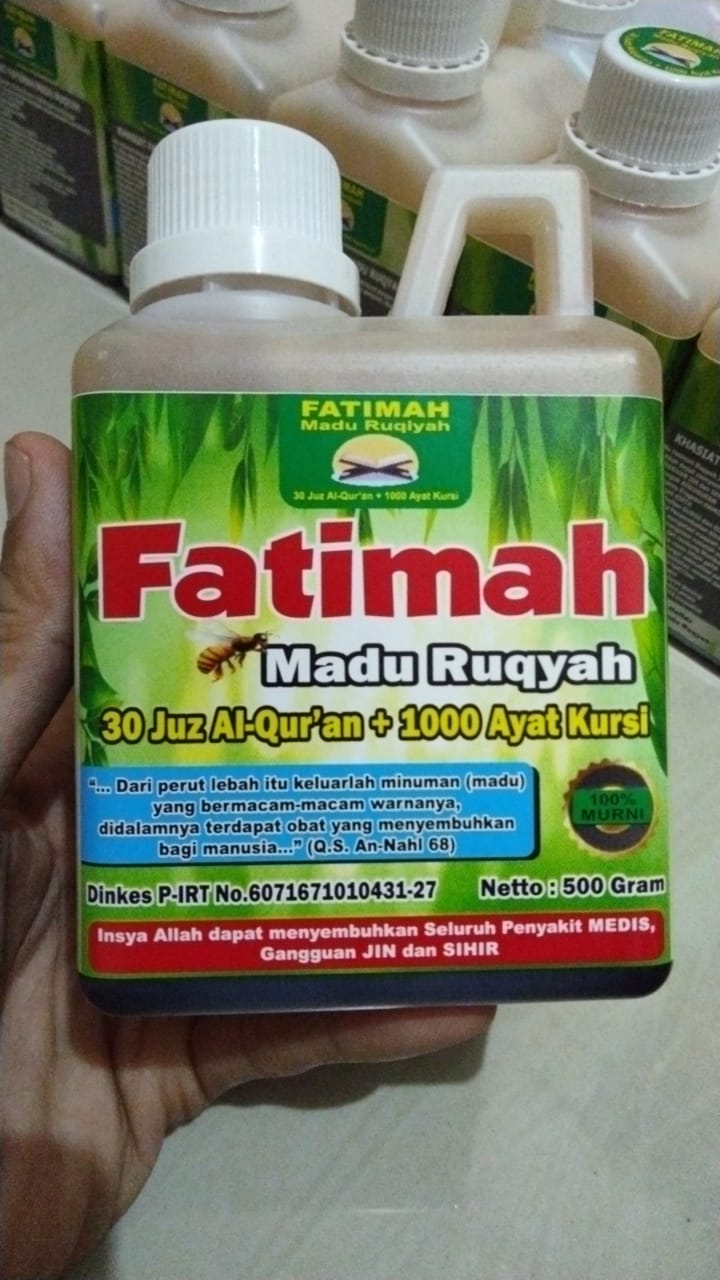 FATIMAH
Madu Ruqiyah
30 Juz Al-Qur'an + 1000 Ayat Kursi
Fatimah
Madu Ruqyah
30 Juz Al-Qur'an + 1000 Ayat Kursi
"... Dari perut lebah itu keluarlah minuman (madu)
yang bermacam-macam warnanya,
didalamnya terdapat obat yang menyembuhkan
bagi manusia..." (Q.S. An-Nahl 68)
100%
MURNI
Dinkes P-IRT No.6071671010431-27
Netto : 500 Gram
Insya Allah dapat menyembuhkan Seluruh Penyakit MEDIS,
Gangguan JIN dan SIHIR
FATIMAH
KHASIAT